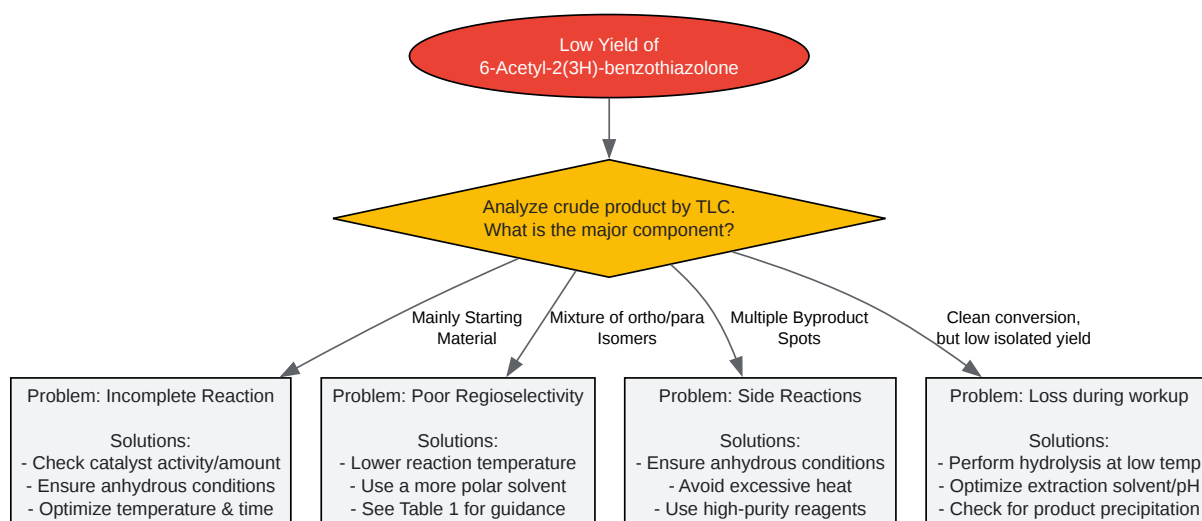 Low Yield of
6-Acetyl-2(3H)-benzothiazolone
Analyze crude product by TLC.
What is the major component?
Mainly Starting
Material
Mixture of ortho/para
Isomers
Multiple Byproduct
Spots
Clean conversion,
but low isolated yield
Problem: Incomplete Reaction
Solutions:
- Check catalyst activity/amount
- Ensure anhydrous conditions
- Optimize temperature & time
Problem: Poor Regioselectivity
Solutions:
- Lower reaction temperature
- Use a more polar solvent
- See Table 1 for guidance
Problem: Side Reactions
Solutions:
- Ensure anhydrous conditions
- Avoid excessive heat
- Use high-purity reagents
Problem: Loss during workup
Solutions:
- Perform hydrolysis at low temp
- Optimize extraction solvent/pH
- Check for product precipitation